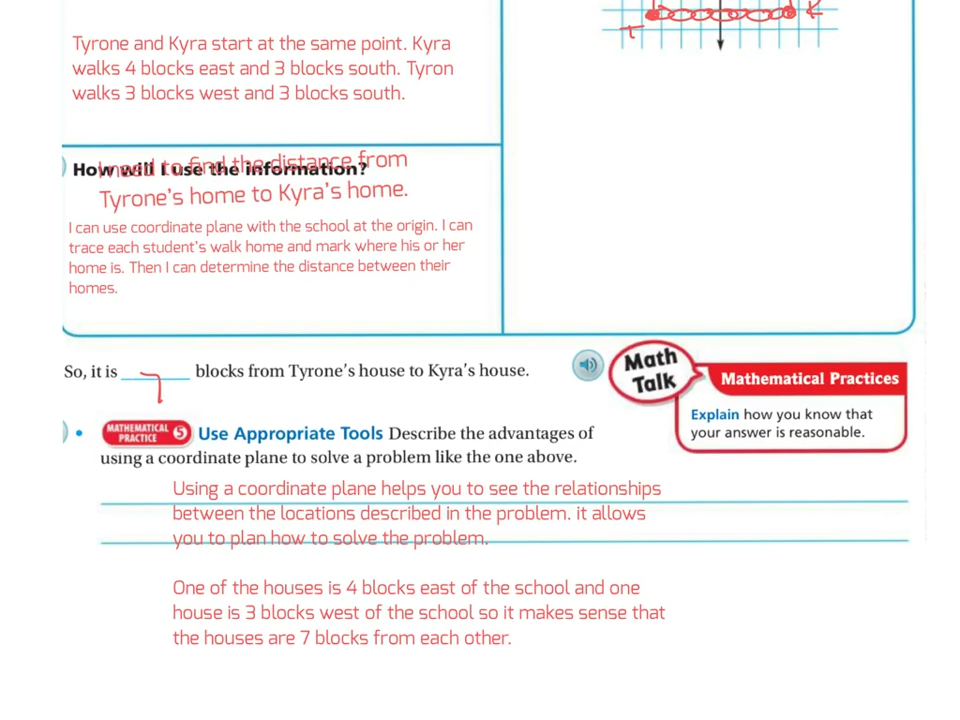 T
K
Tyrone and Kyra start at the same point. Kyra
walks 4 blocks east and 3 blocks south. Tyron
walks 3 blocks west and 3 blocks south.
How will I use the information?
I need to find the distance from
Tyrone's home to Kyra's home.
I can use coordinate plane with the school at the origin. I can
trace each student's walk home and mark where his or her
home is. Then I can determine the distance between their
homes.
So, it is 7 blocks from Tyrone's house to Kyra's house.
Math
Talk
Mathematical Practices
Explain how you know that
your answer is reasonable.
MATHEMATICAL
PRACTICE 5
• Use Appropriate Tools Describe the advantages of
using a coordinate plane to solve a problem like the one above.
Using a coordinate plane helps you to see the relationships
between the locations described in the problem. it allows
you to plan how to solve the problem.
One of the houses is 4 blocks east of the school and one
house is 3 blocks west of the school so it makes sense that
the houses are 7 blocks from each other.